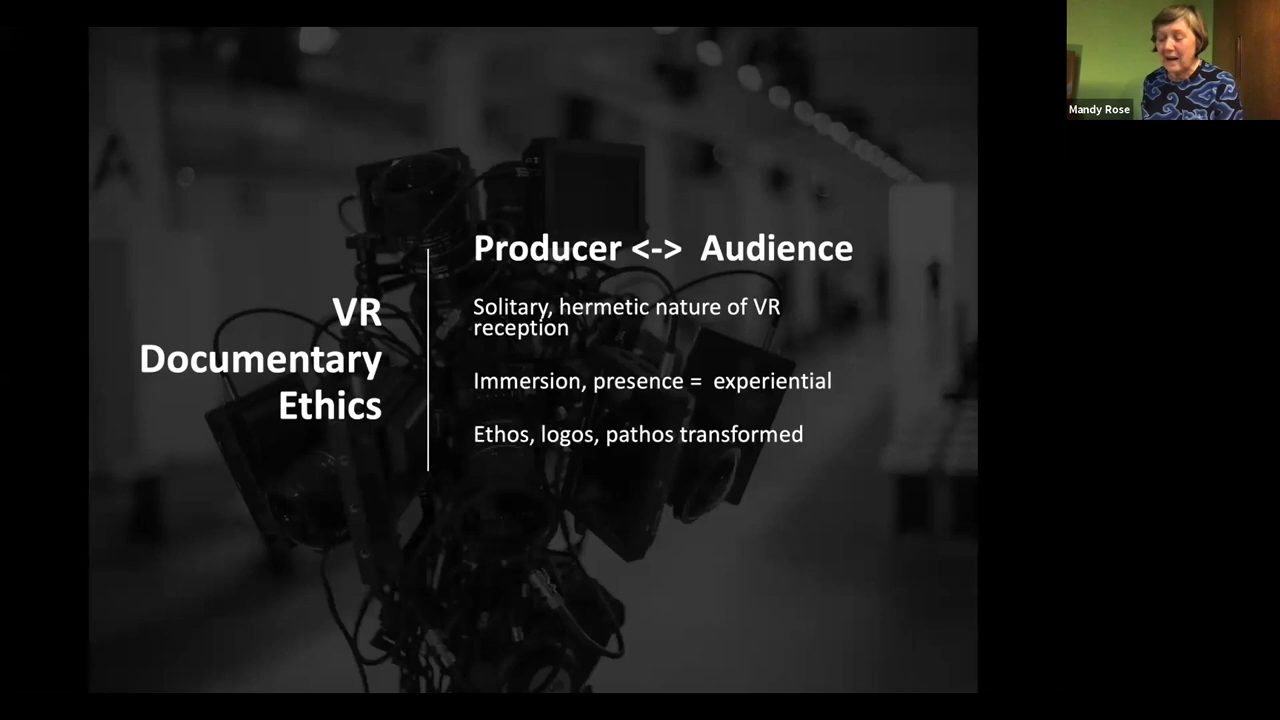 VR
Documentary
Ethics
Producer <-> Audience
Solitary, hermetic nature of VR
reception
Immersion, presence = experiential
Ethos, logos, pathos transformed
Mandy Rose